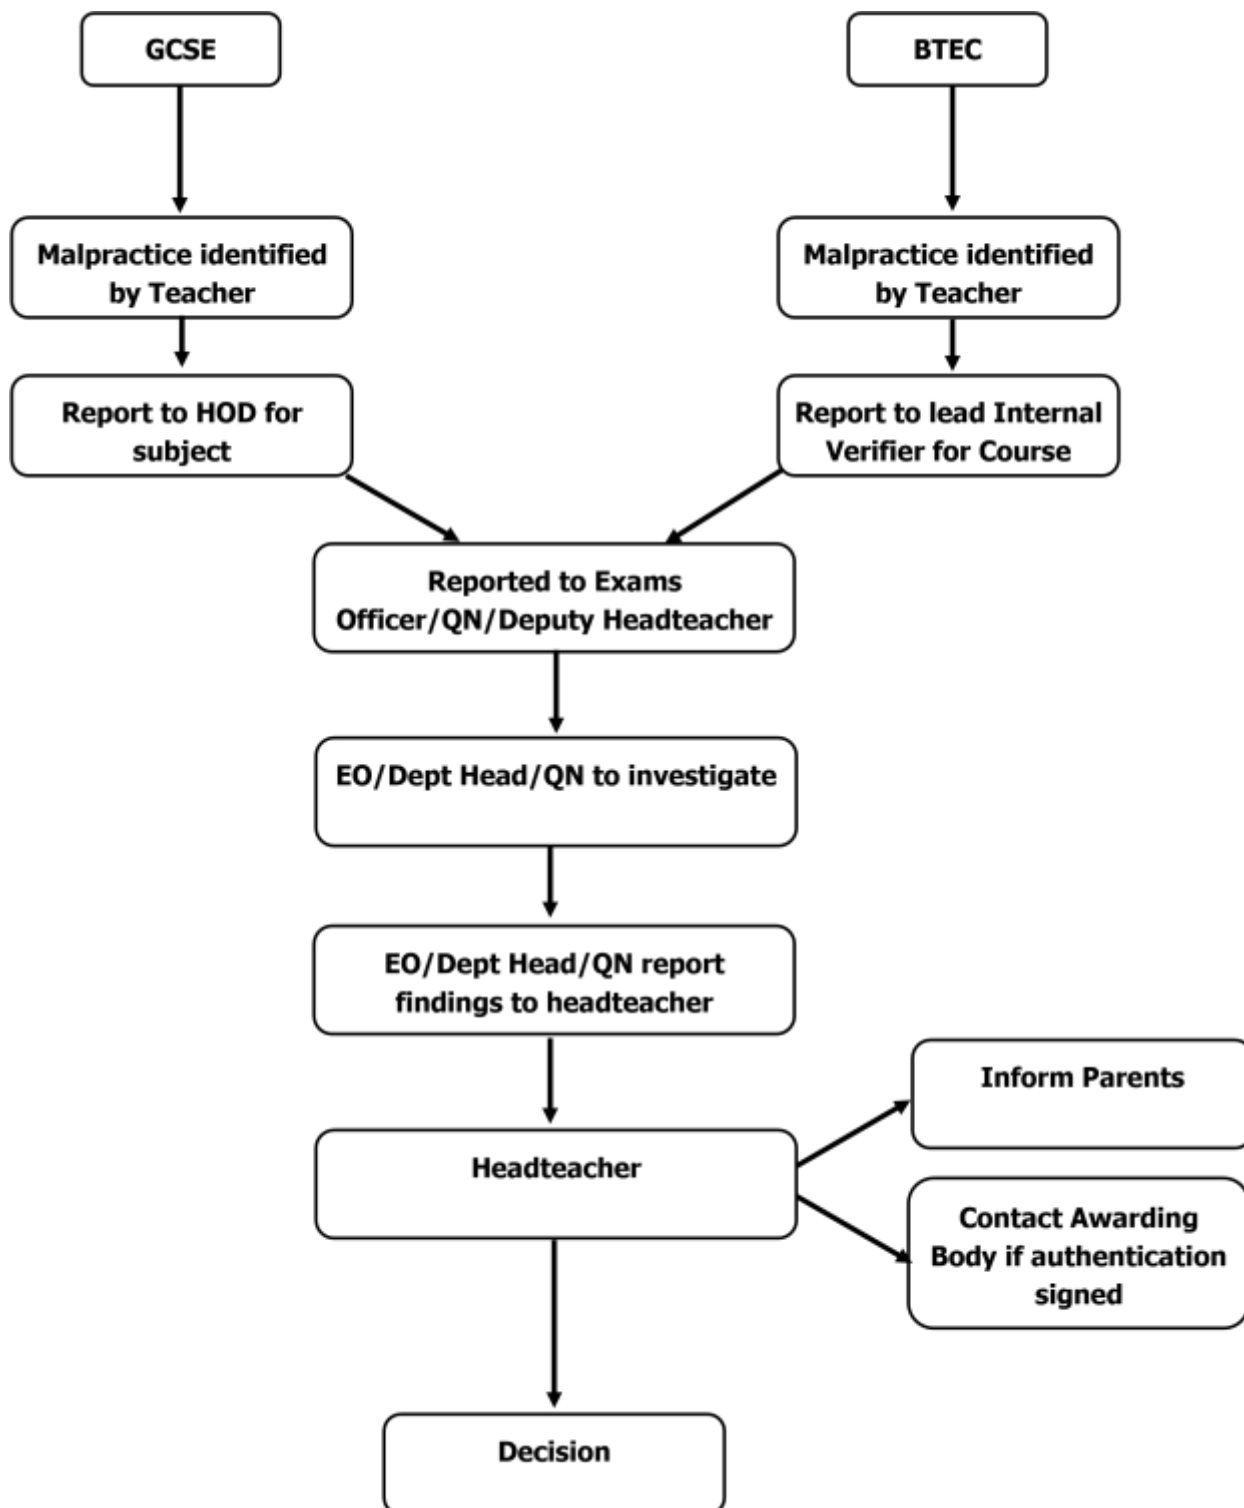 GCSE
BTEC
Malpractice identified
by Teacher
Malpractice identified
by Teacher
Report to HOD for
subject
Report to lead Internal
Verifier for Course
Reported to Exams
Officer/QN/Deputy Headteacher
EO/Dept Head/QN to investigate
EO/Dept Head/QN report
findings to headteacher
Inform Parents
Headteacher
Contact Awarding
Body if authentication
signed
Decision